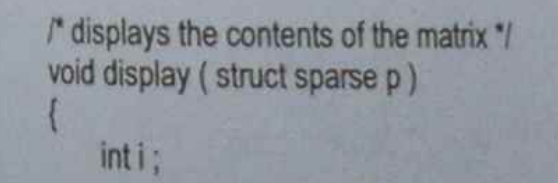 /* displays the contents of the matrix */
void display ( struct sparse p )
{
int i ;